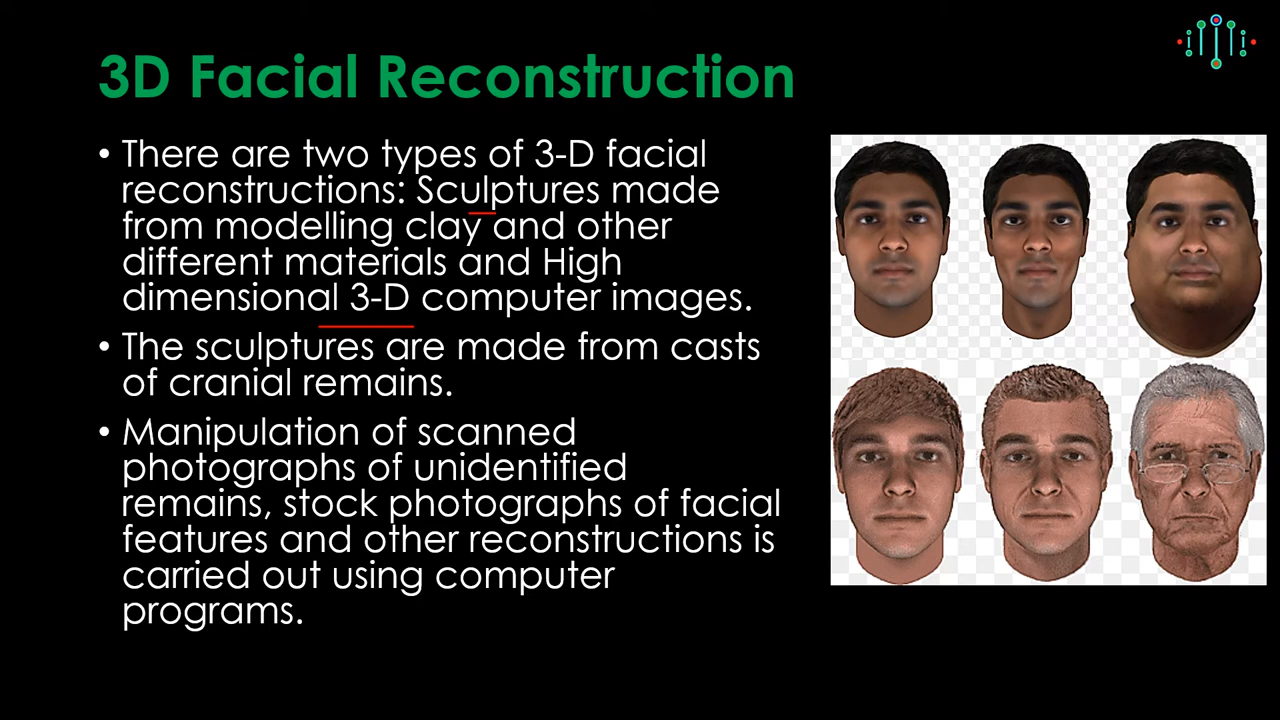 3D Facial Reconstruction
• There are two types of 3-D facial
reconstructions: Sculptures made
from modelling clay and other
different materials and High
dimensional 3-D computer images.
• The sculptures are made from casts
of cranial remains.
• Manipulation of scanned
photographs of unidentified
remains, stock photographs of facial
features and other reconstructions is
carried out using computer
programs.